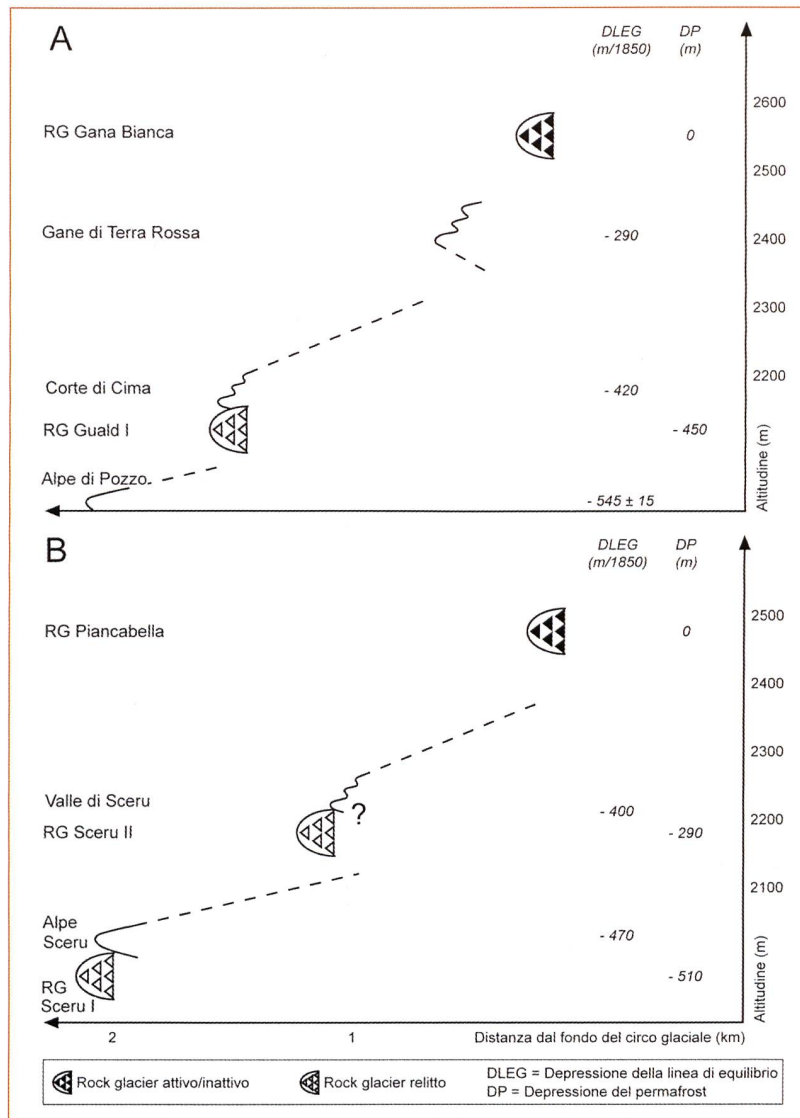 A
DLEG DP
(m/1850) (m)
2600
RG Gana Bianca 0
2500
Gane di Terra Rossa - 290 2400
2300
2200
Corte di Cima - 420
RG Guald I - 450
Alpe di Pozzo
- 545 ± 15
Altitudine (m)
B
DLEG DP
(m/1850) (m)
2500
RG Piancabella 0
2400
2300
Valle di Sceru - 400
?
2200
RG Sceru II - 290
2100
Alpe
Sceru - 470
RG
Sceru I - 510
Altitudine (m)
2 1 Distanza dal fondo del circo glaciale (km)
Rock glacier attivo/inattivo Rock glacier relitto DLEG = Depressione della linea di equilibrio
DP = Depressione del permafrost